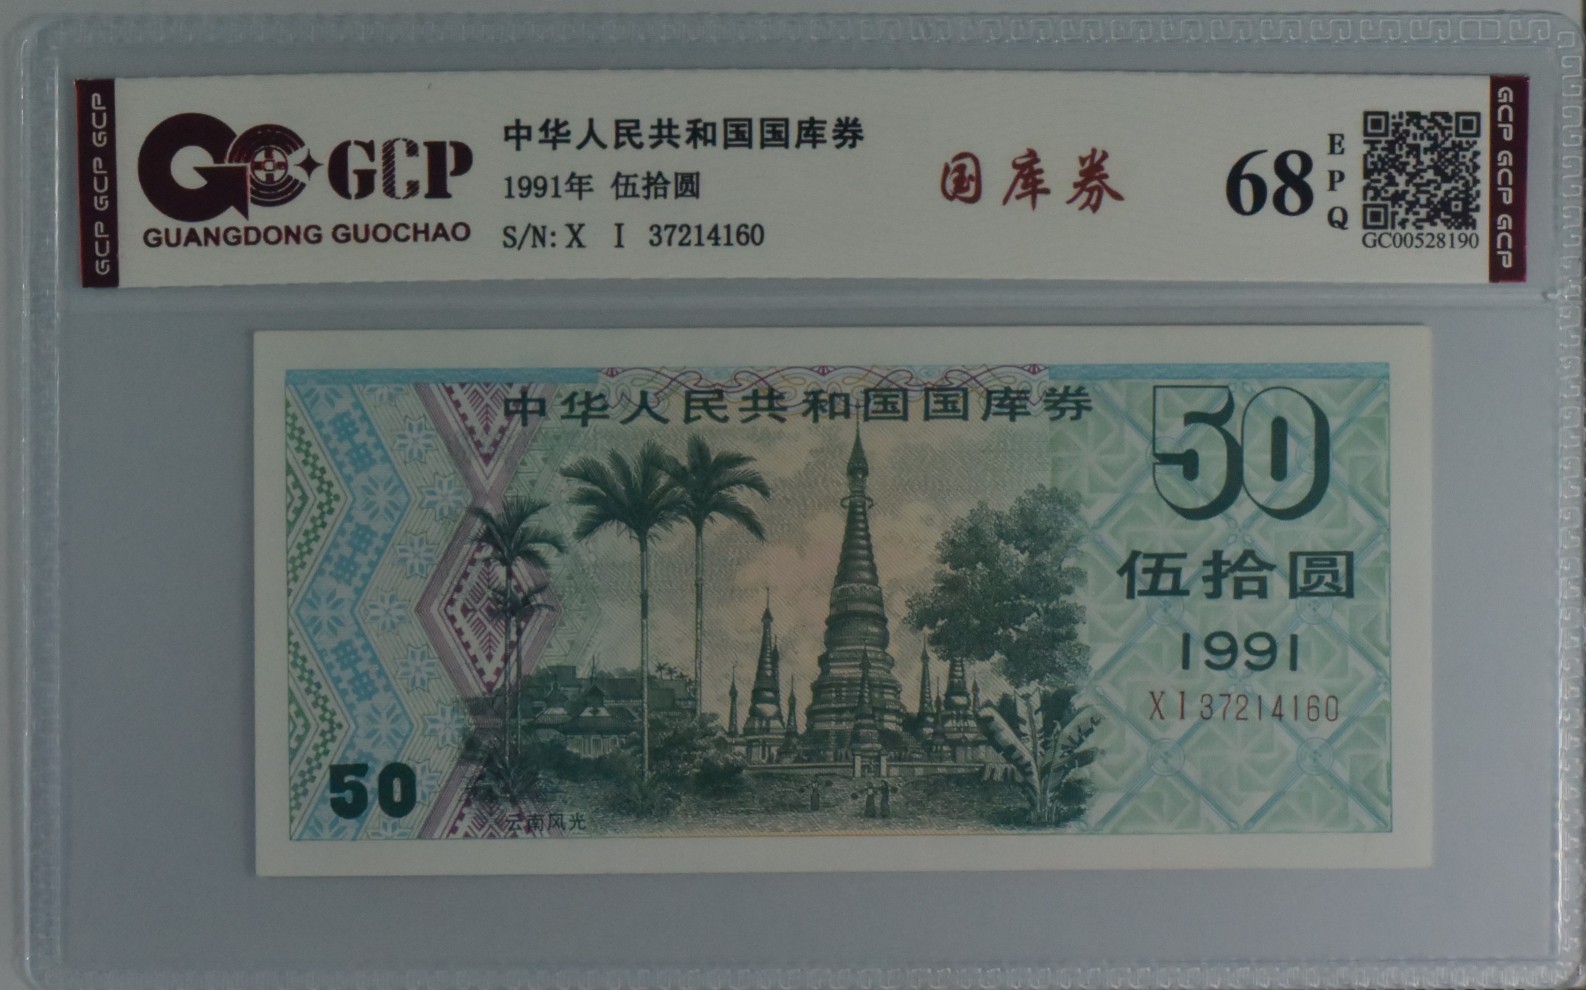 GCP GCP GCP
GCP
GUANGDONG GUOCHAO
中华人民共和国国库券
1991年 伍拾圆
S/N: X I 37214160
国库券
68
EPQ
GC00528190
GCP GCP GCP
中华人民共和国国库券
50
伍拾圆
1991
XI37214160
50
云南风光